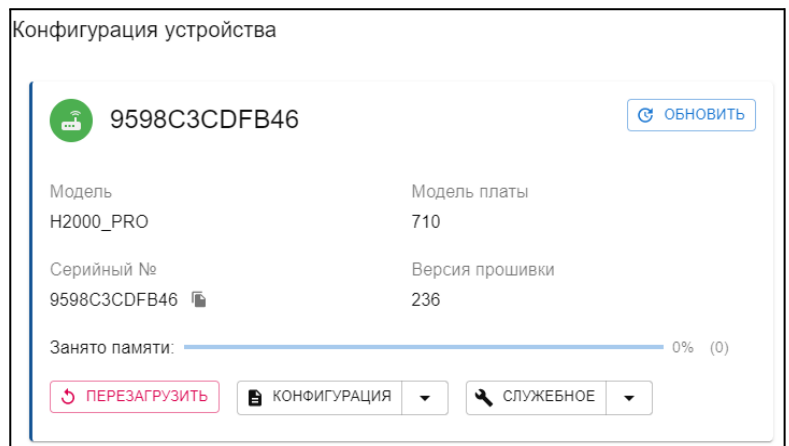 Конфигурация устройства
9598C3CDFB46
ОБНОВИТЬ
Модель
Модель платы
H2000_PRO
710
Серийный №
Версия прошивки
9598C3CDFB46
236
Занято памяти: 0% (0)
ПЕРЕЗАГРУЗИТЬ
КОНФИГУРАЦИЯ
СЛУЖЕБНОЕ